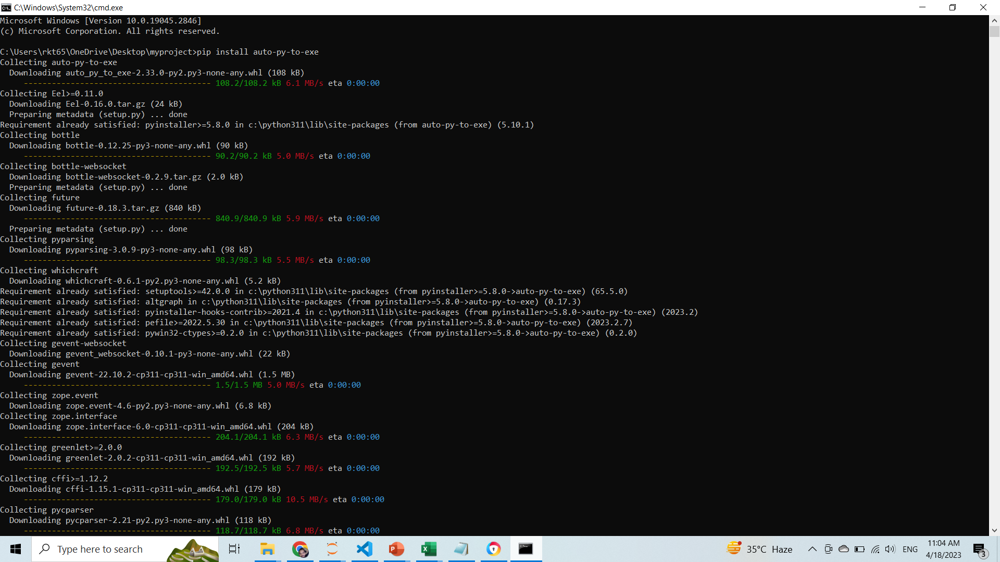 C:\Windows\System32\cmd.exe
Microsoft Windows [Version 10.0.19045.2846]
(c) Microsoft Corporation. All rights reserved.
C:\Users\rkt65\OneDrive\Desktop\myproject>pip install auto-py-to-exe
Collecting auto-py-to-exe
  Downloading auto_py_to_exe-2.33.0-py2.py3-none-any.whl (108 kB)
     ---------------------------------------- 108.2/108.2 kB 6.1 MB/s eta 0:00:00
Collecting Eel>=0.11.0
  Downloading Eel-0.16.0.tar.gz (24 kB)
  Preparing metadata (setup.py) ... done
Requirement already satisfied: pyinstaller>=5.8.0 in c:\python311\lib\site-packages (from auto-py-to-exe) (5.10.1)
Collecting bottle
  Downloading bottle-0.12.25-py3-none-any.whl (90 kB)
     ---------------------------------------- 90.2/90.2 kB 5.0 MB/s eta 0:00:00
Collecting bottle-websocket
  Downloading bottle-websocket-0.2.9.tar.gz (2.0 kB)
  Preparing metadata (setup.py) ... done
Collecting future
  Downloading future-0.18.3.tar.gz (840 kB)
     ---------------------------------------- 840.9/840.9 kB 5.9 MB/s eta 0:00:00
  Preparing metadata (setup.py) ... done
Collecting pyparsing
  Downloading pyparsing-3.0.9-py3-none-any.whl (98 kB)
     ---------------------------------------- 98.3/98.3 kB 5.5 MB/s eta 0:00:00
Collecting whichcraft
  Downloading whichcraft-0.6.1-py2.py3-none-any.whl (5.2 kB)
Requirement already satisfied: setuptools>=42.0.0 in c:\python311\lib\site-packages (from pyinstaller>=5.8.0->auto-py-to-exe) (65.5.0)
Requirement already satisfied: altgraph in c:\python311\lib\site-packages (from pyinstaller>=5.8.0->auto-py-to-exe) (0.17.3)
Requirement already satisfied: pyinstaller-hooks-contrib>=2021.4 in c:\python311\lib\site-packages (from pyinstaller>=5.8.0->auto-py-to-exe) (2023.2)
Requirement already satisfied: pefile>=2022.5.30 in c:\python311\lib\site-packages (from pyinstaller>=5.8.0->auto-py-to-exe) (2023.2.7)
Requirement already satisfied: pywin32-ctypes>=0.2.0 in c:\python311\lib\site-packages (from pyinstaller>=5.8.0->auto-py-to-exe) (0.2.0)
Collecting gevent-websocket
  Downloading gevent_websocket-0.10.1-py3-none-any.whl (22 kB)
Collecting gevent
  Downloading gevent-22.10.2-cp311-cp311-win_amd64.whl (1.5 MB)
     ---------------------------------------- 1.5/1.5 MB 5.0 MB/s eta 0:00:00
Collecting zope.event
  Downloading zope.event-4.6-py2.py3-none-any.whl (6.8 kB)
Collecting zope.interface
  Downloading zope.interface-6.0-cp311-cp311-win_amd64.whl (204 kB)
     ---------------------------------------- 204.1/204.1 kB 6.3 MB/s eta 0:00:00
Collecting greenlet>=2.0.0
  Downloading greenlet-2.0.2-cp311-cp311-win_amd64.whl (192 kB)
     ---------------------------------------- 192.5/192.5 kB 5.7 MB/s eta 0:00:00
Collecting cffi>=1.12.2
  Downloading cffi-1.15.1-cp311-cp311-win_amd64.whl (179 kB)
     ---------------------------------------- 179.0/179.0 kB 10.5 MB/s eta 0:00:00
Collecting pycparser
  Downloading pycparser-2.21-py2.py3-none-any.whl (118 kB)
     ---------------------------------------- 118.7/118.7 kB 6.8 MB/s eta 0:00:00
Type here to search
35°C Haze
ENG
11:04 AM
4/18/2023
3